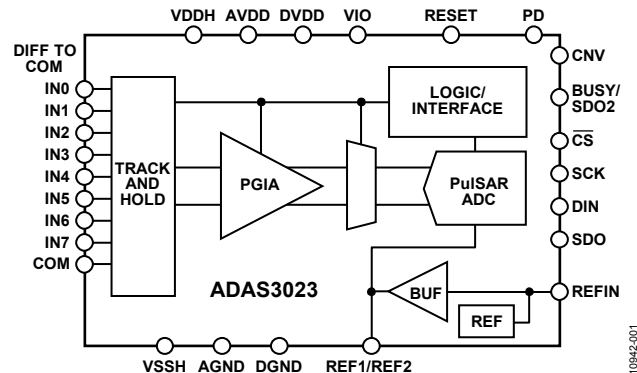 VDDH AVDD DVDD VIO RESET PD
DIFF TO
COM
IN0
IN1
IN2
IN3
IN4
IN5
IN6
IN7
COM
TRACK
AND
HOLD
PGIA
LOGIC/
INTERFACE
PulSAR
ADC
BUF
REF
ADAS3023
CNV
BUSY/
SDO2
CS
SCK
DIN
SDO
REFIN
VSSH AGND DGND REF1/REF2
10942-001